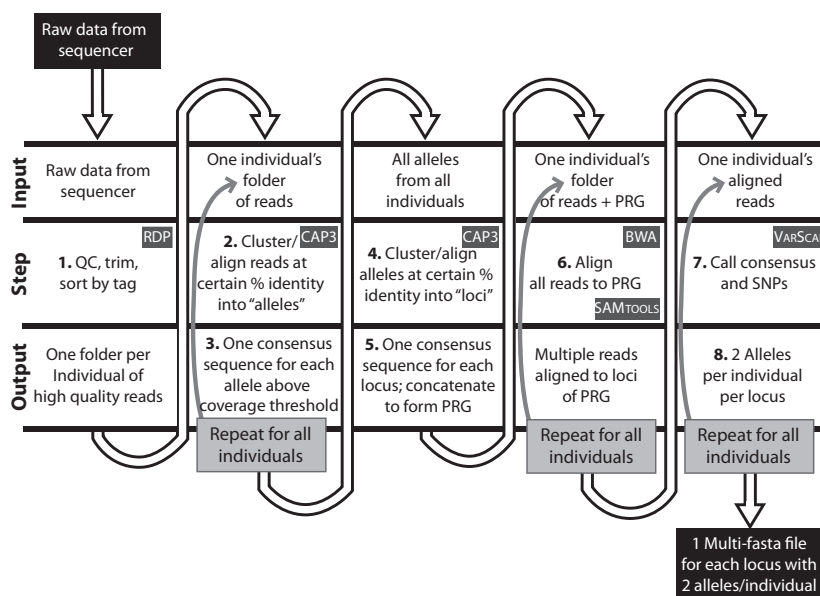 Raw data from
sequencer
Input
Raw data from
sequencer
One individual's
folder
of reads
All alleles
from all
individuals
One individual's
folder
of reads + PRG
One individual's
aligned
reads
Step
RDP
1. QC, trim,
sort by tag
CAP3
2. Cluster/
align reads at
certain % identity
into "alleles"
CAP3
4. Cluster/align
alleles at certain %
identity into "loci"
BWA
6. Align
all reads to PRG
SAMTOOLS
VARSCAN
7. Call consensus
and SNPs
Output
One folder per
Individual of
high quality reads
3. One consensus
sequence for each
allele above
coverage threshold
5. One consensus
sequence for each
locus; concatenate
to form PRG
Multiple reads
aligned to loci
of PRG
8. 2 Alleles
per individual
per locus
Repeat for all
individuals
Repeat for all
individuals
Repeat for all
individuals
1 Multi-fasta file
for each locus with
2 alleles/individual